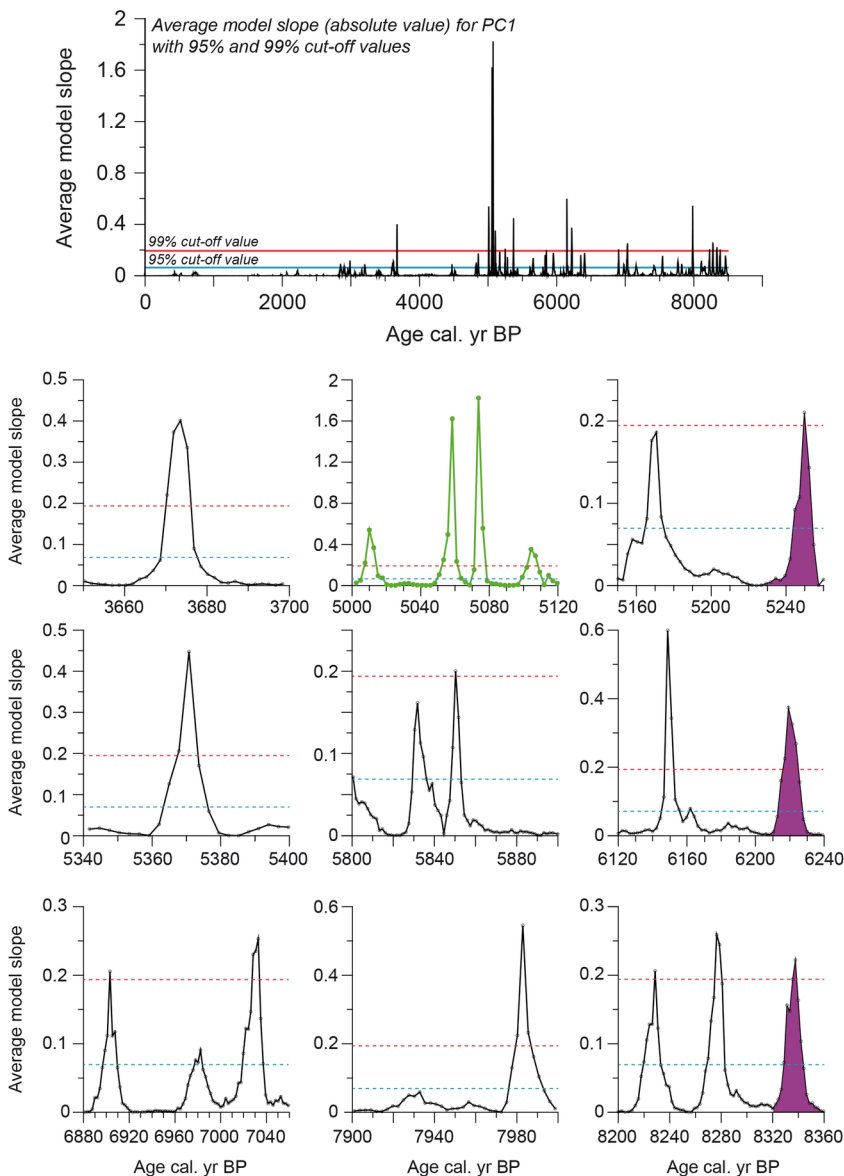 Average model slope (absolute value) for PC1
with 95% and 99% cut-off values
Average model slope
2
1.6
1.2
0.8
0.4
0
99% cut-off value
95% cut-off value
0 2000 4000 6000 8000
Age cal. yr BP
Average model slope
0.5
0.4
0.3
0.2
0.1
0
3660 3680 3700
2
1.6
1.2
0.8
0.4
0
5000 5040 5080 5120
0.2
0.1
0
5160 5200 5240
Average model slope
0.5
0.4
0.3
0.2
0.1
0
5340 5360 5380 5400
0.2
0.1
0
5800 5840 5880
0.6
0.4
0.2
0
6120 6160 6200 6240
Average model slope
0.3
0.2
0.1
0
6880 6920 6960 7000 7040
Age cal. yr BP
0.6
0.4
0.2
0
7900 7940 7980
Age cal. yr BP
0.3
0.2
0.1
0
8200 8240 8280 8320 8360
Age cal. yr BP